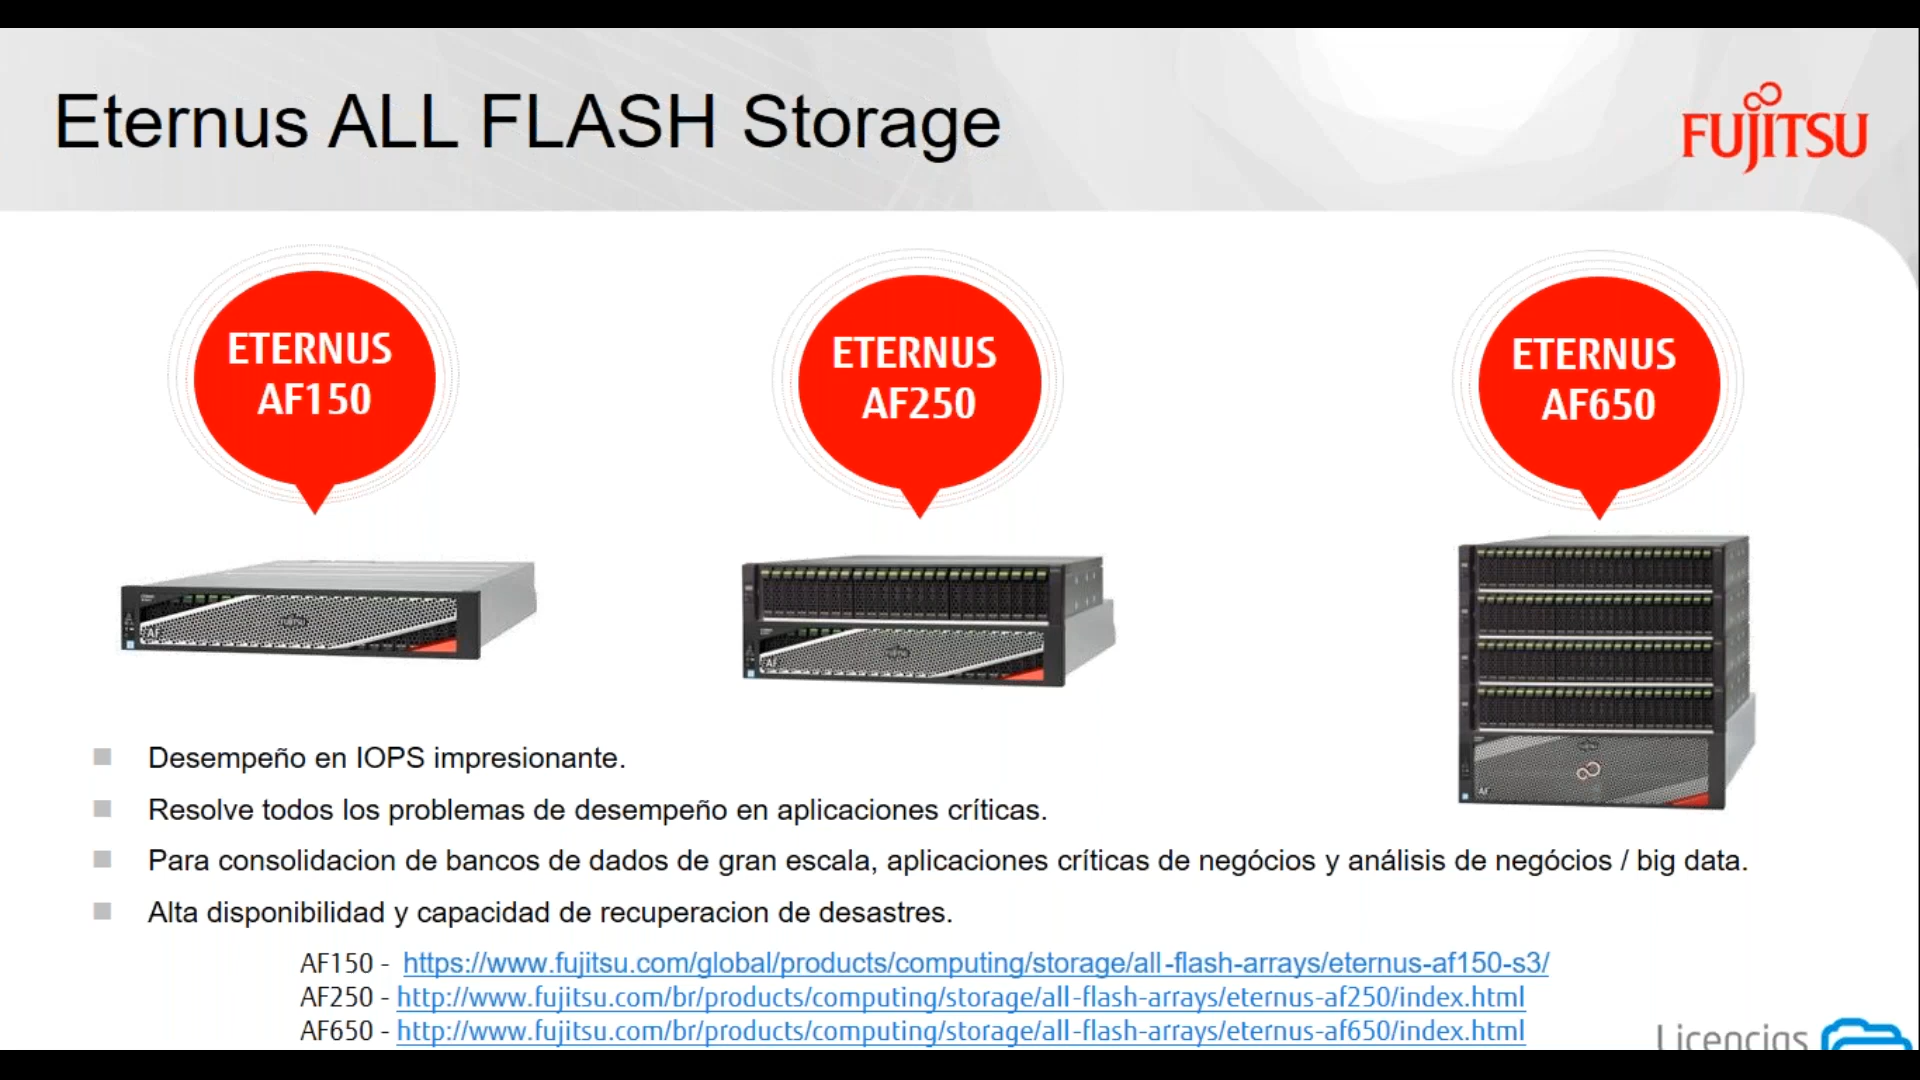 Eternus ALL FLASH Storage
FUJITSU
ETERNUS
AF150
ETERNUS
AF250
ETERNUS
AF650
FUJITSU
AF
AF
AF
Desempeño en IOPS impresionante.
Resolve todos los problemas de desempeño en aplicaciones críticas.
Para consolidacion de bancos de dados de gran escala, aplicaciones críticas de negócios y análisis de negócios / big data.
Alta disponibilidad y capacidad de recuperacion de desastres.
AF150 - https://www.fujitsu.com/global/products/computing/storage/all-flash-arrays/eternus-af150-s3/
AF250 - http://www.fujitsu.com/br/products/computing/storage/all-flash-arrays/eternus-af250/index.html
AF650 - http://www.fujitsu.com/br/products/computing/storage/all-flash-arrays/eternus-af650/index.html
Licencias